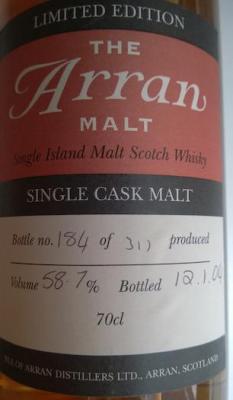 LIMITED EDITION
THE
Arran
MALT
Single Island Malt Scotch Whisky
SINGLE CASK MALT
Bottle no. 184 of 311 produced
Volume 58.7% Bottled 12.1.04
70cl
ISLE OF ARRAN DISTILLERS LTD., ARRAN, SCOTLAND